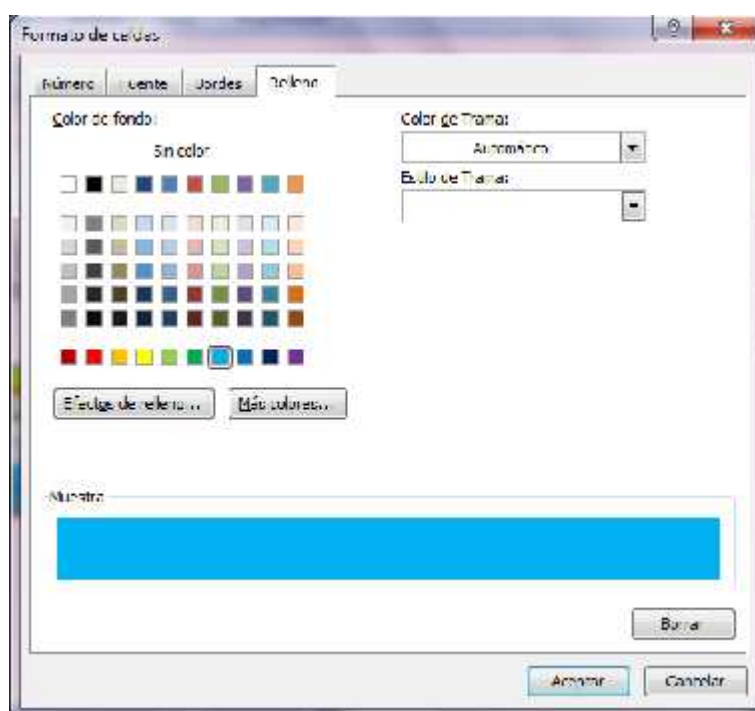 Formato de celdas
Número Fuente Bordes Relleno
Color de fondo:
Sin color
Efectos de relleno...
Más colores...
Color de Trama:
Automático
Estilo de Trama:
Muestra
Borrar
Aceptar Cancelar